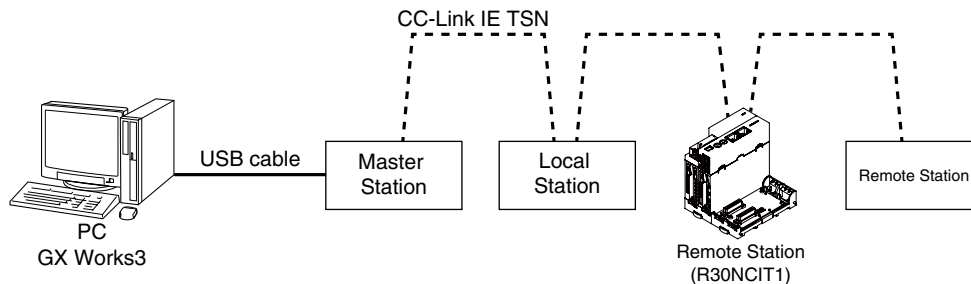 CC-Link IE TSN
USB cable
Master
Station
Local
Station
Remote Station
PC
GX Works3
Remote Station
(R30NCIT1)